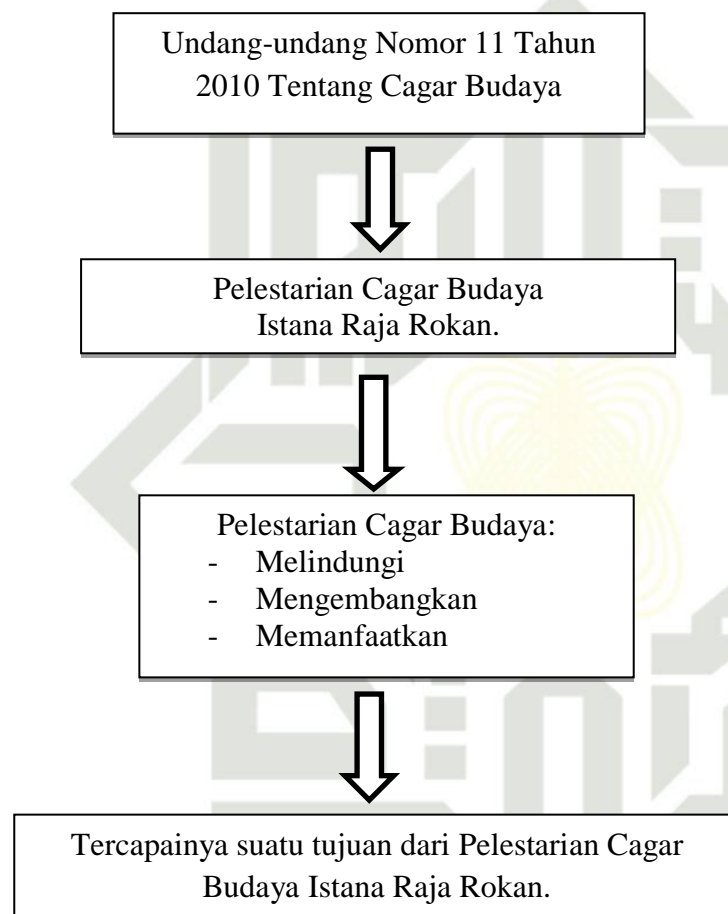 Undang-undang Nomor 11 Tahun
2010 Tentang Cagar Budaya
Pelestarian Cagar Budaya
Istana Raja Rokan.
Pelestarian Cagar Budaya:
- Melindungi
- Mengembangkan
- Memanfaatkan
Tercapainya suatu tujuan dari Pelestarian Cagar
Budaya Istana Raja Rokan.